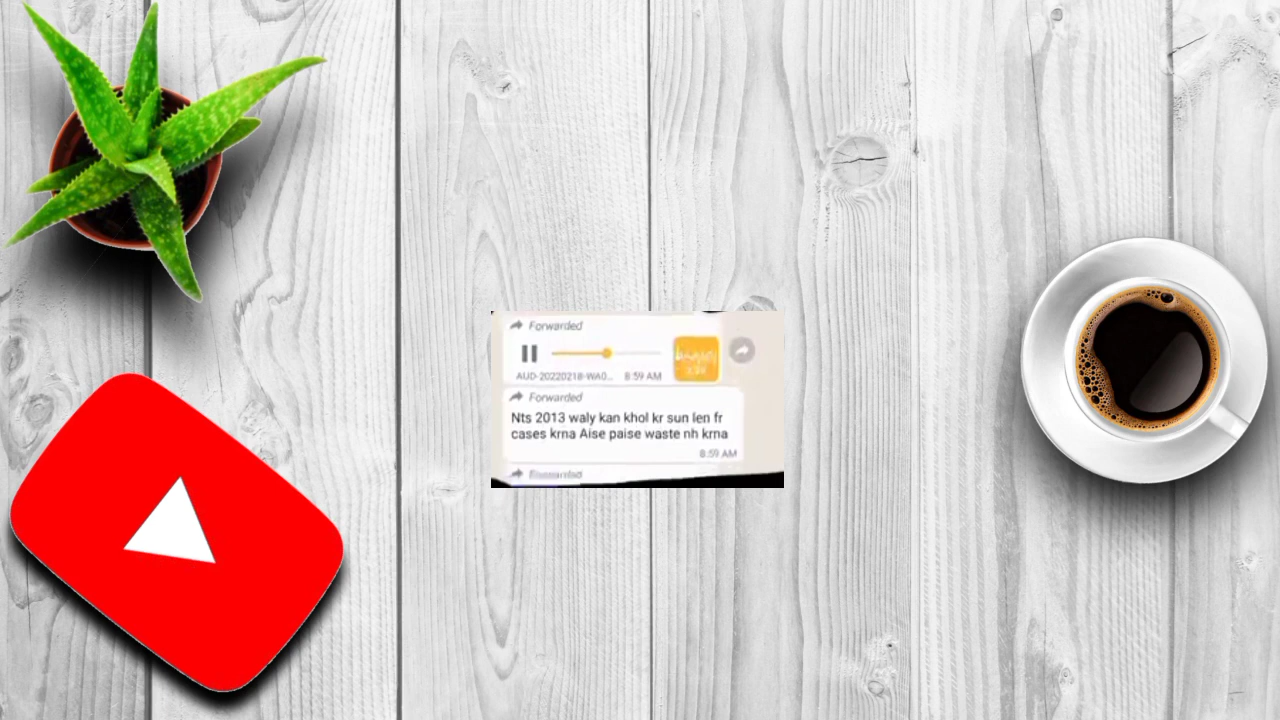 Forwarded
AUD-20220218-WA0... 8:59 AM
Forwarded
Nts 2013 waly kan khol kr sun len fr
cases krna Aise paise waste nh krna
8:59 AM
Forwarded